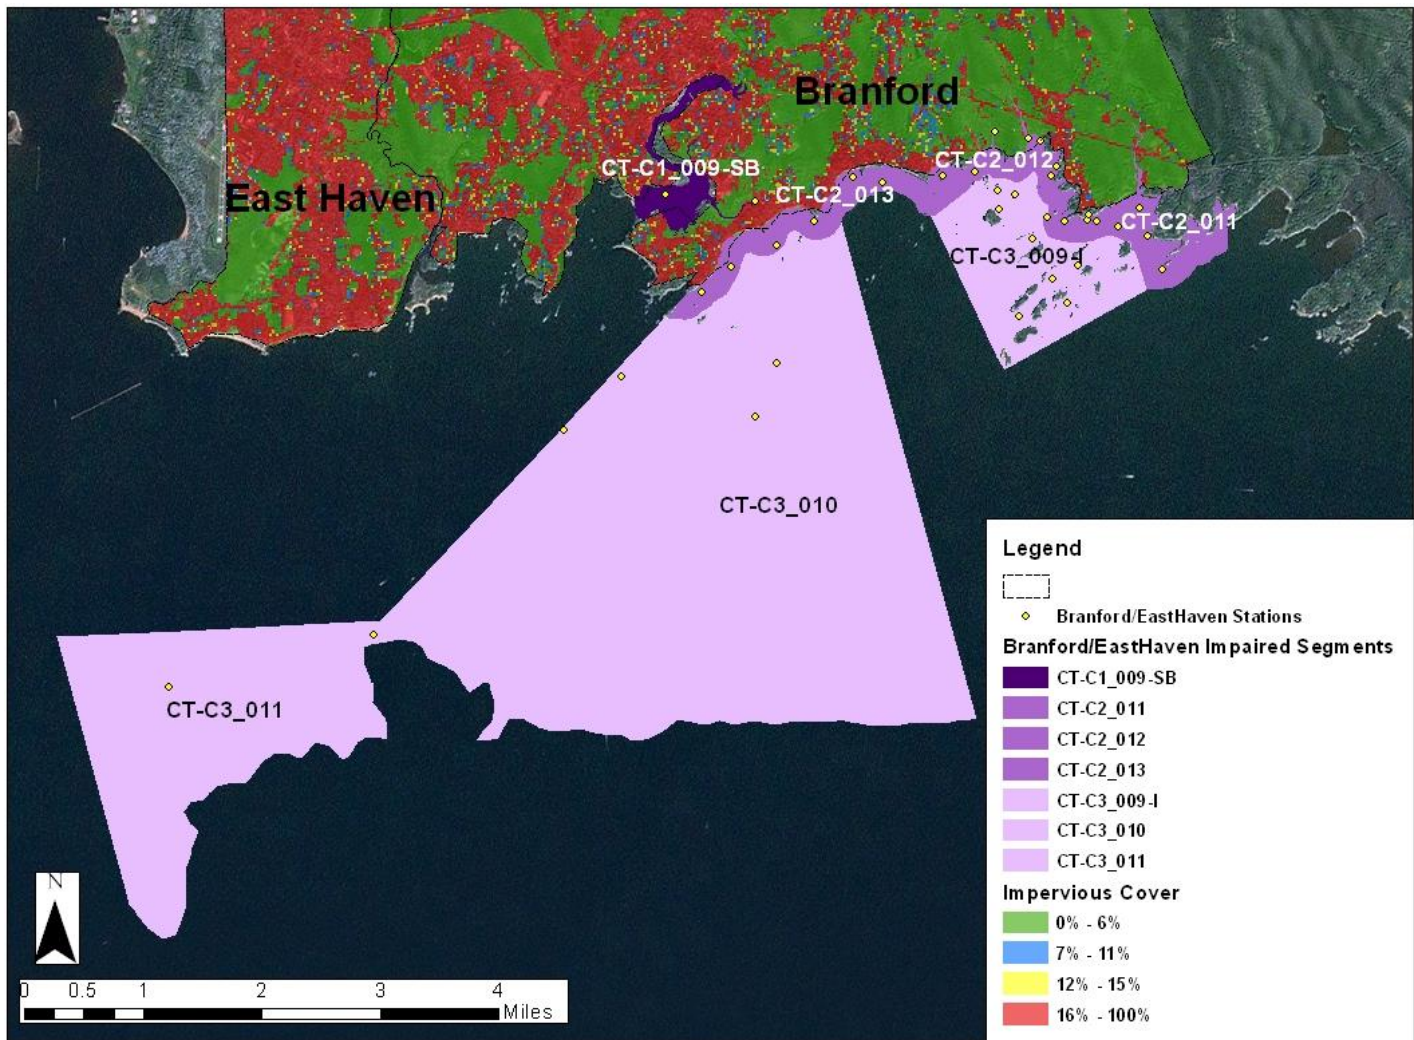 Branford
CT-C2_012
CT-C1_009-SB
East Haven
CT-C2_013
CT-C2_011
CT-C3_009-I
CT-C3_010
CT-C3_011
N
0 0.5 1 2 3 4
Miles
Legend
Branford/EastHaven Stations
Branford/EastHaven Impaired Segments
CT-C1_009-SB
CT-C2_011
CT-C2_012
CT-C2_013
CT-C3_009-I
CT-C3_010
CT-C3_011
Impervious Cover
0% - 6%
7% - 11%
12% - 15%
16% - 100%